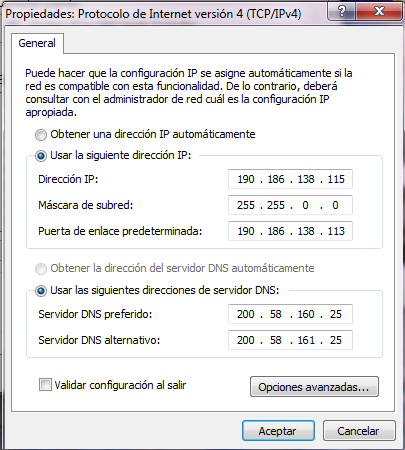 Propiedades: Protocolo de Internet versión 4 (TCP/IPv4)
General
Puede hacer que la configuración IP se asigne automáticamente si la
red es compatible con esta funcionalidad. De lo contrario, deberá
consultar con el administrador de red cuál es la configuración IP
apropiada.
Obtener una dirección IP automáticamente
Usar la siguiente dirección IP:
Dirección IP: 190 . 186 . 138 . 115
Máscara de subred: 255 . 255 . 0 . 0
Puerta de enlace predeterminada: 190 . 186 . 138 . 113
Obtener la dirección del servidor DNS automáticamente
Usar las siguientes direcciones de servidor DNS:
Servidor DNS preferido: 200 . 58 . 160 . 25
Servidor DNS alternativo: 200 . 58 . 161 . 25
Validar configuración al salir
Opciones avanzadas...
Aceptar
Cancelar